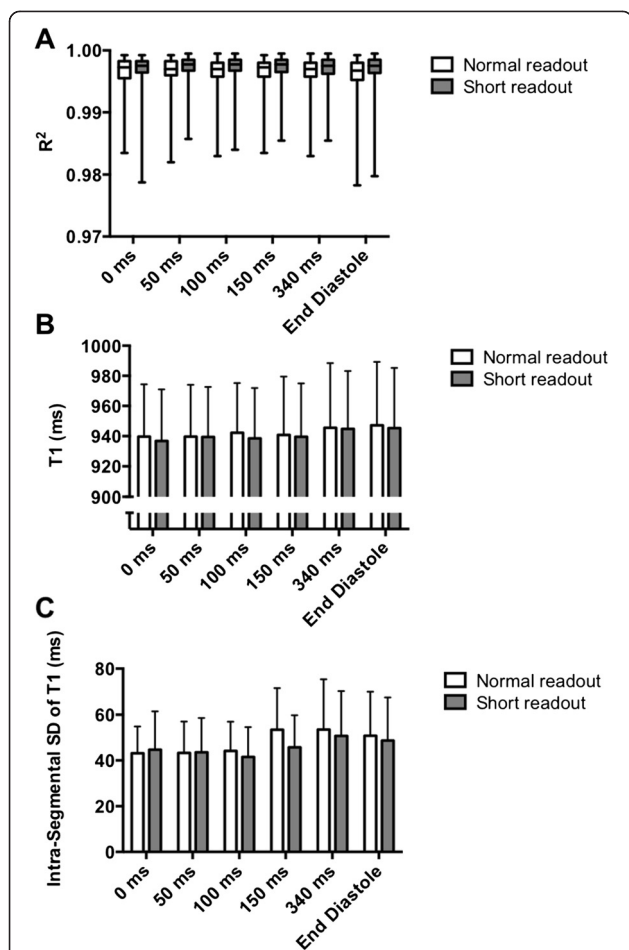 A
1.00
0.99
0.98
0.97
R²
Normal readout
Short readout
0 ms
50 ms
100 ms
150 ms
340 ms
End Diastole
B
1000
980
960
940
920
900
T1 (ms)
Normal readout
Short readout
0 ms
50 ms
100 ms
150 ms
340 ms
End Diastole
C
80
60
40
20
0
Intra-Segmental SD of T1 (ms)
Normal readout
Short readout
0 ms
50 ms
100 ms
150 ms
340 ms
End Diastole